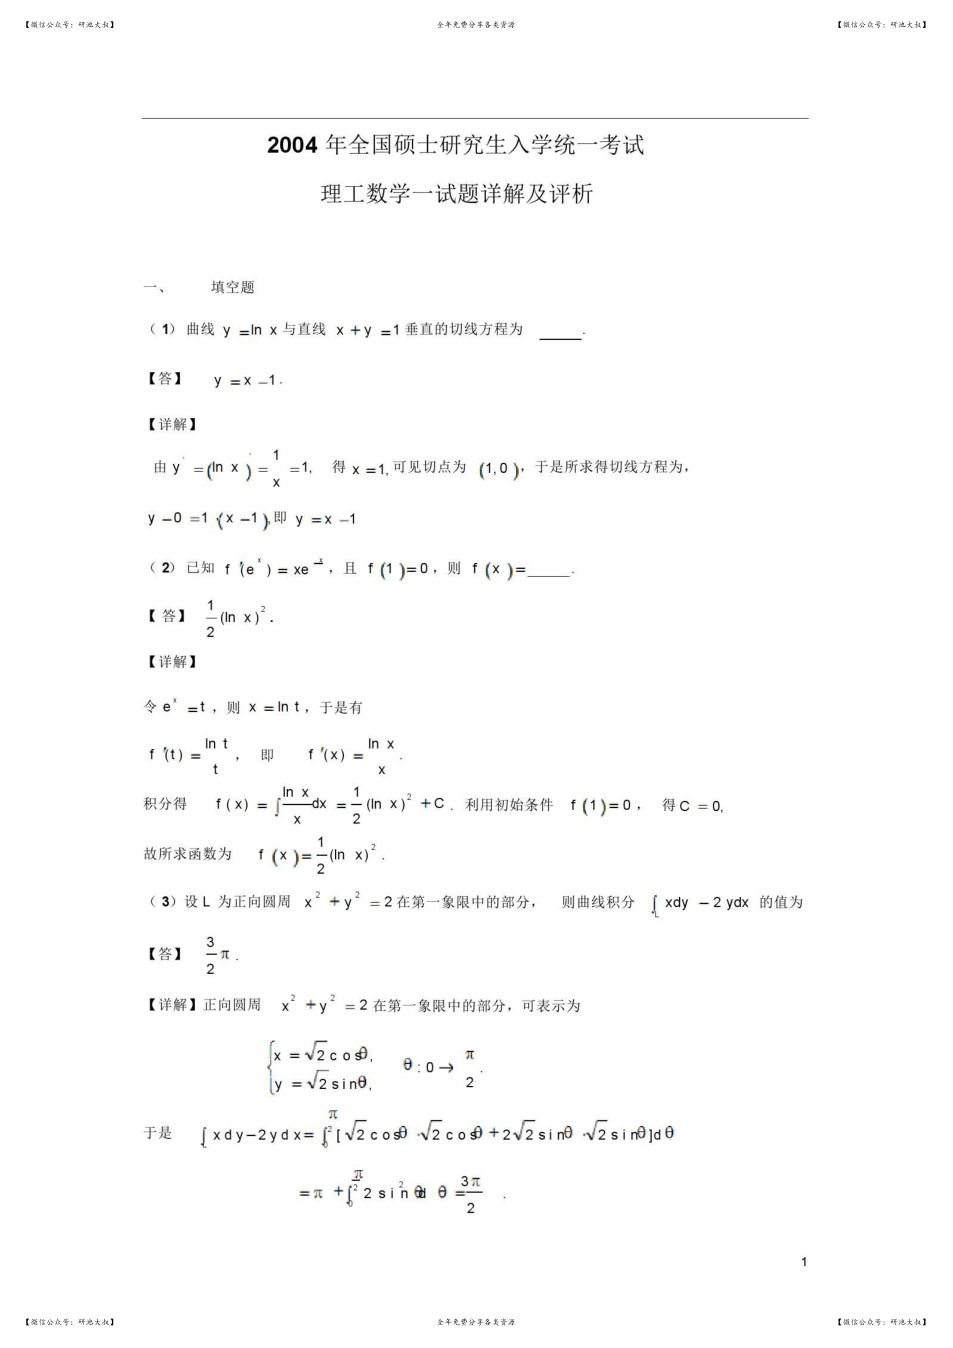 【微信公众号：研池大叔】 全年免费分享各类资源 【微信公众号：研池大叔】
2004 年全国硕士研究生入学统一考试
理工数学一试题详解及评析
一、 填空题
（1） 曲线 y = ln x 与直线 x + y = 1 垂直的切线方程为 _____ .
【答】 y = x − 1 .
【详解】
由 y′ = (ln x)′ = 1/x = 1, 得 x = 1, 可见切点为 (1,0)，于是所求得切线方程为，
y − 0 = 1·(x − 1), 即 y = x − 1
（2） 已知 f′(e^x) = xe^{−x}，且 f(1) = 0，则 f(x) = _____ .
【答】 1/2 (ln x)^2 .
【详解】
令 e^x = t，则 x = ln t，于是有
f′(t) = ln t / t ， 即 f′(x) = ln x / x .
积分得 f(x) = ∫ ln x / x dx = 1/2 (ln x)^2 + C . 利用初始条件 f(1) = 0， 得 C = 0,
故所求函数为 f(x) = 1/2 (ln x)^2 .
（3）设 L 为正向圆周 x^2 + y^2 = 2 在第一象限中的部分， 则曲线积分 ∫_L xdy − 2ydx 的值为
【答】 3/2 π .
【详解】正向圆周 x^2 + y^2 = 2 在第一象限中的部分，可表示为
{ x = √2 cosθ,
y = √2 sinθ, θ : 0 → π/2 .
于是 ∫_L xdy − 2ydx = ∫_0^{π/2} [√2 cosθ · √2 cosθ + 2√2 sinθ · √2 sinθ]dθ
= π + ∫_0^{π/2} 2 sin^2 θ dθ = 3π/2 .
1
【微信公众号：研池大叔】 全年免费分享各类资源 【微信公众号：研池大叔】